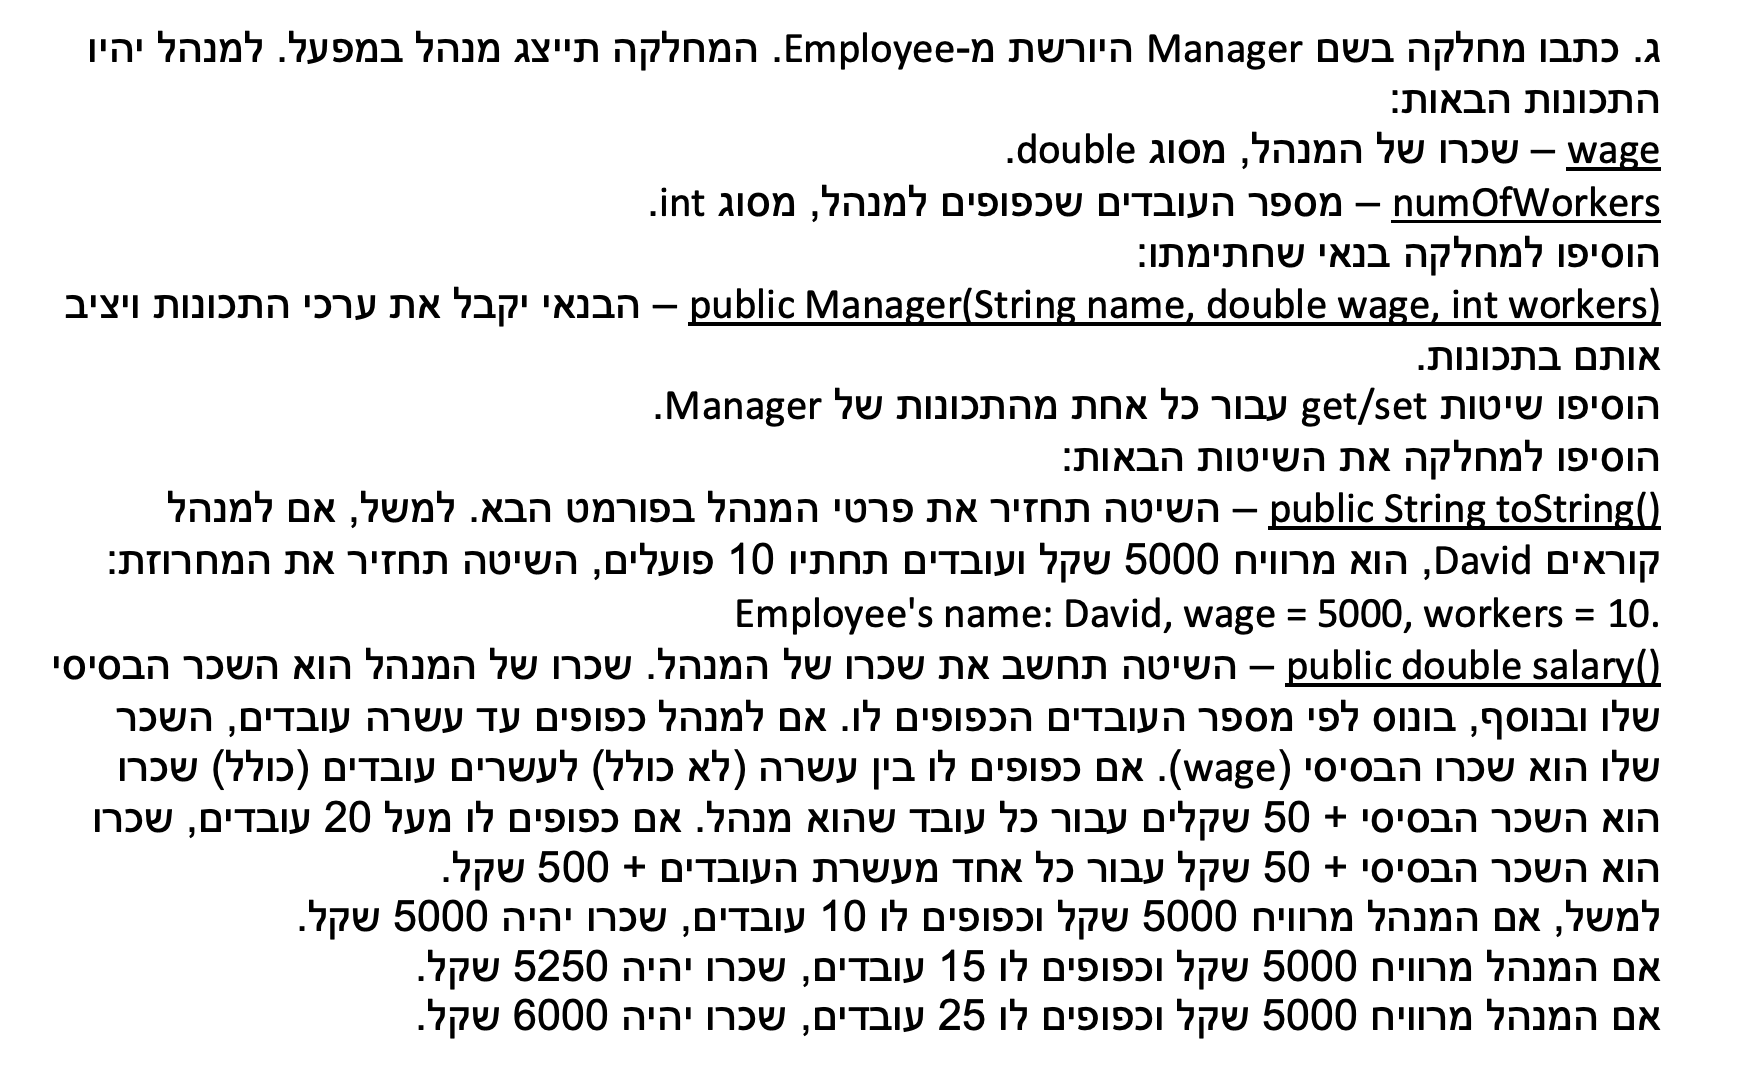 ג. כתבו מחלקה בשם Manager היורשת מ-Employee. המחלקה תייצג מנהל במפעל. למנהל יהיו
התכונות הבאות:
wage – שכרו של המנהל, מסוג double.
numOfWorkers – מספר העובדים שכפופים למנהל, מסוג int.
הוסיפו למחלקה בנאי שחתימתו:
public Manager(String name, double wage, int workers) – הבנאי יקבל את ערכי התכונות ויציב
אותם בתכונות.
הוסיפו שיטות get/set עבור כל אחת מהתכונות של Manager.
הוסיפו למחלקה את השיטות הבאות:
public String toString() – השיטה תחזיר את פרטי המנהל בפורמט הבא. למשל, אם למנהל
קוראים David, הוא מרוויח 5000 שקל ועובדים תחתיו 10 פועלים, השיטה תחזיר את המחרוזת:
Employee's name: David, wage = 5000, workers = 10.
public double salary() – השיטה תחשב את שכרו של המנהל. שכרו של המנהל הוא השכר הבסיסי
שלו ובנוסף, בונוס לפי מספר העובדים הכפופים לו. אם למנהל כפופים עד עשרה עובדים, השכר
שלו הוא שכרו הבסיסי (wage). אם כפופים לו בין עשרה (לא כולל) לעשרים עובדים (כולל) שכרו
הוא השכר הבסיסי + 50 שקלים עבור כל עובד שהוא מנהל. אם כפופים לו מעל 20 עובדים, שכרו
הוא השכר הבסיסי + 50 שקל עבור כל אחד מעשרת העובדים + 500 שקל.
למשל, אם המנהל מרוויח 5000 שקל וכפופים לו 10 עובדים, שכרו יהיה 5000 שקל.
אם המנהל מרוויח 5000 שקל וכפופים לו 15 עובדים, שכרו יהיה 5250 שקל.
אם המנהל מרוויח 5000 שקל וכפופים לו 25 עובדים, שכרו יהיה 6000 שקל.